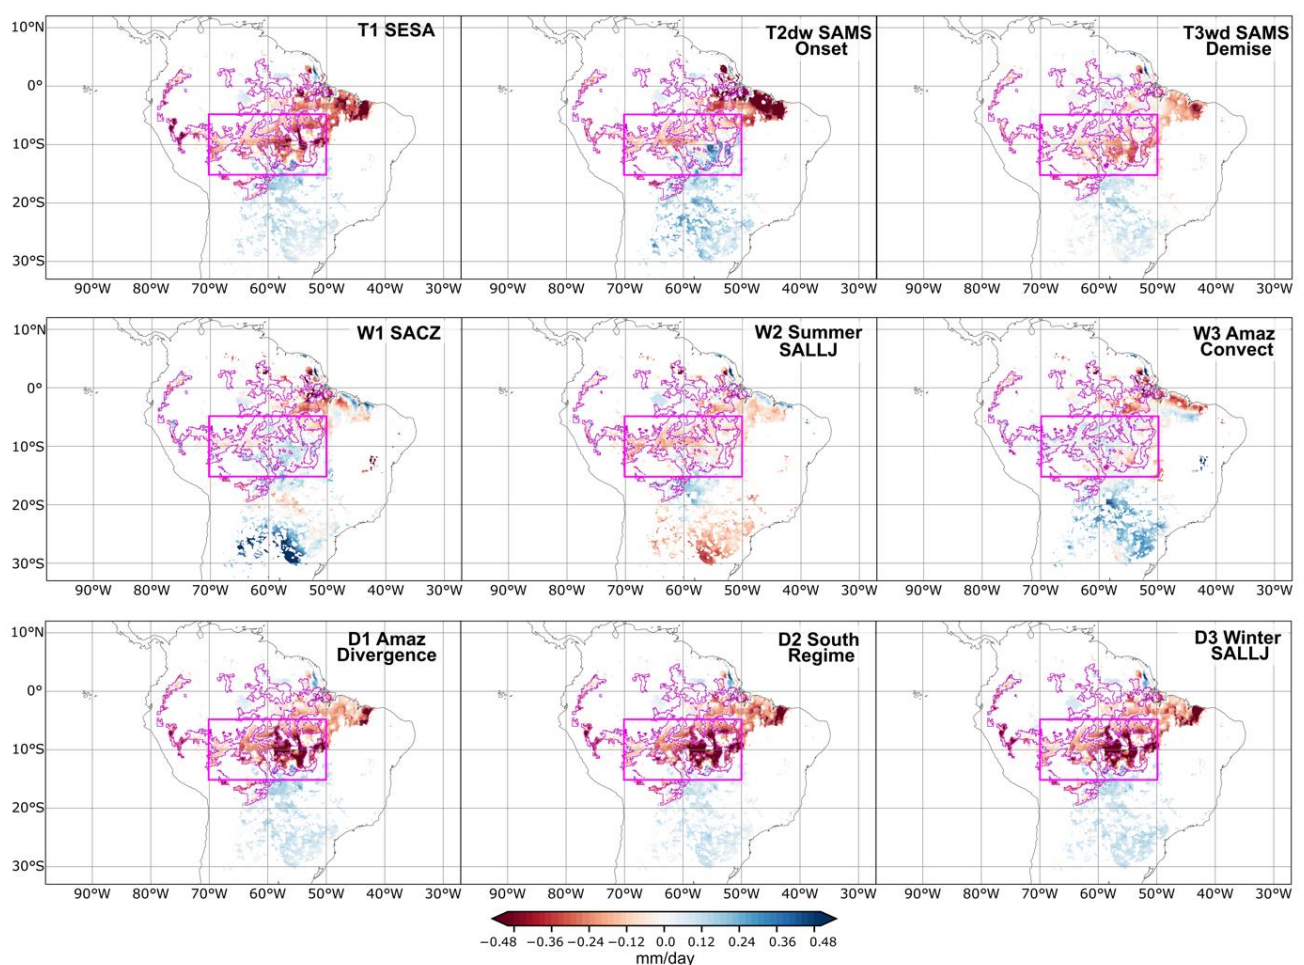 T1 SESA
T2dw SAMS
Onset
T3wd SAMS
Demise
10°N
0°
10°S
20°S
30°S
90°W 80°W 70°W 60°W 50°W 40°W 30°W 90°W 80°W 70°W 60°W 50°W 40°W 30°W 90°W 80°W 70°W 60°W 50°W 40°W 30°W
W1 SACZ
W2 Summer
SALLJ
W3 Amaz
Convect
10°N
0°
10°S
20°S
30°S
90°W 80°W 70°W 60°W 50°W 40°W 30°W 90°W 80°W 70°W 60°W 50°W 40°W 30°W 90°W 80°W 70°W 60°W 50°W 40°W 30°W
D1 Amaz
Divergence
D2 South
Regime
D3 Winter
SALLJ
10°N
0°
10°S
20°S
30°S
90°W 80°W 70°W 60°W 50°W 40°W 30°W 90°W 80°W 70°W 60°W 50°W 40°W 30°W 90°W 80°W 70°W 60°W 50°W 40°W 30°W
−0.48 −0.36 −0.24 −0.12 0.0 0.12 0.24 0.36 0.48
mm/day